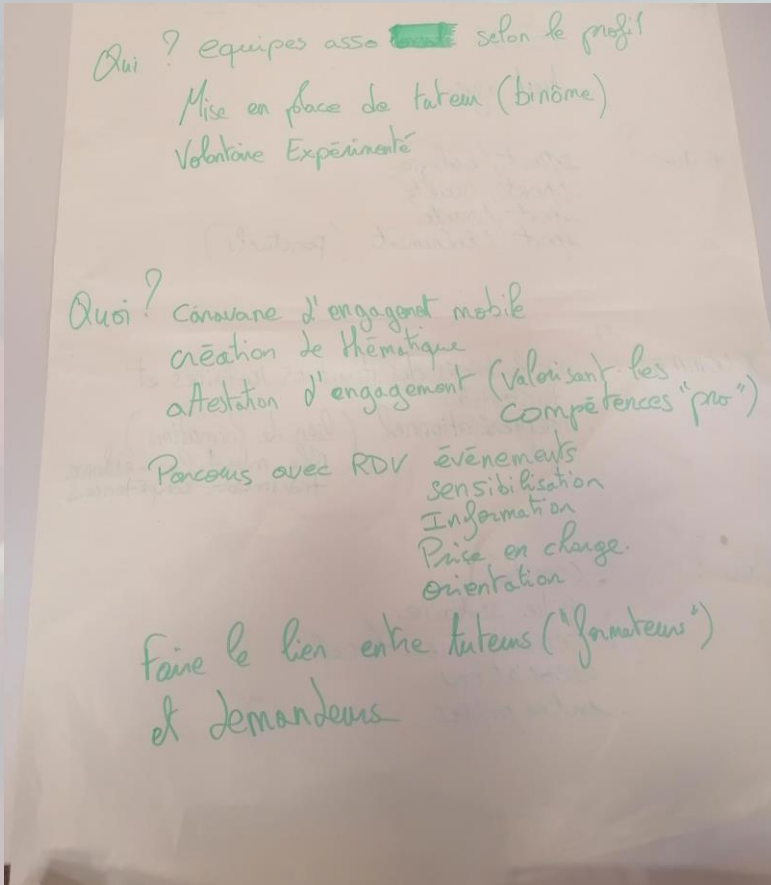 Qui ? equipes asso selon le profil
Mise en place de tuteur (binôme)
Volontaire Expérimenté
Quoi ? Caravane d'engagemet mobile
création de thématique
attestation d'engagement (valorisant les
compétences "pro")
Parcours avec RDV événements
sensibilisation
Information
Prise en charge.
orientation
Faire le lien entre tuteurs ("formateurs")
et demandeurs